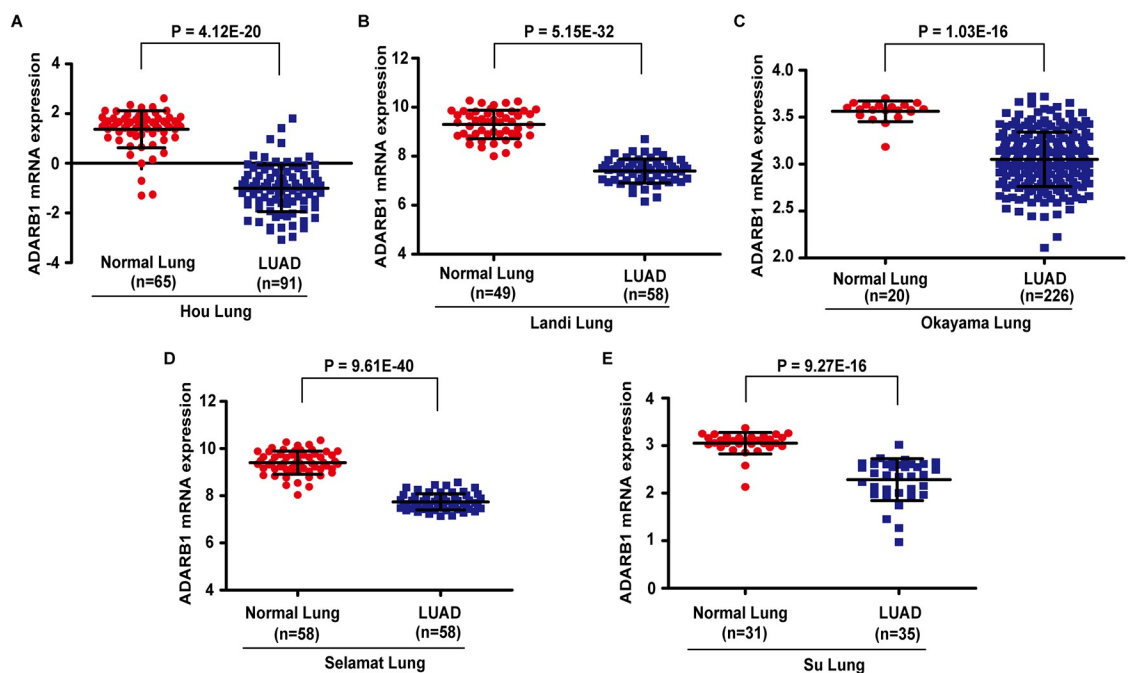 A
P = 4.12E-20
ADARB1 mRNA expression
4
2
0
-2
-4
Normal Lung
(n=65)
LUAD
(n=91)
Hou Lung
B
P = 5.15E-32
ADARB1 mRNA expression
12
10
8
6
4
Normal Lung
(n=49)
LUAD
(n=58)
Landi Lung
C
P = 1.03E-16
ADARB1 mRNA expression
4.0
3.5
3.0
2.5
2.0
Normal Lung
(n=20)
LUAD
(n=226)
Okayama Lung
D
P = 9.61E-40
ADARB1 mRNA expression
12
10
8
6
4
Normal Lung
(n=58)
LUAD
(n=58)
Selamat Lung
E
P = 9.27E-16
ADARB1 mRNA expression
4
3
2
1
0
Normal Lung
(n=31)
LUAD
(n=35)
Su Lung